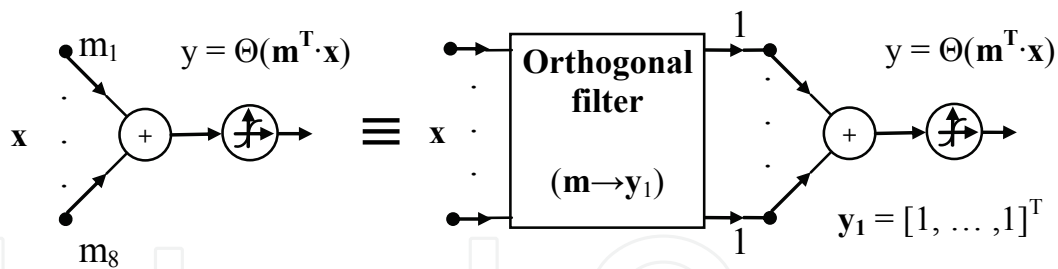 m₁
y = Θ(mᵀ·x)
x
+
m₈
≡
x
Orthogonal
filter
(m→y₁)
1
1
+
y = Θ(mᵀ·x)
y₁ = [1, … ,1]ᵀ